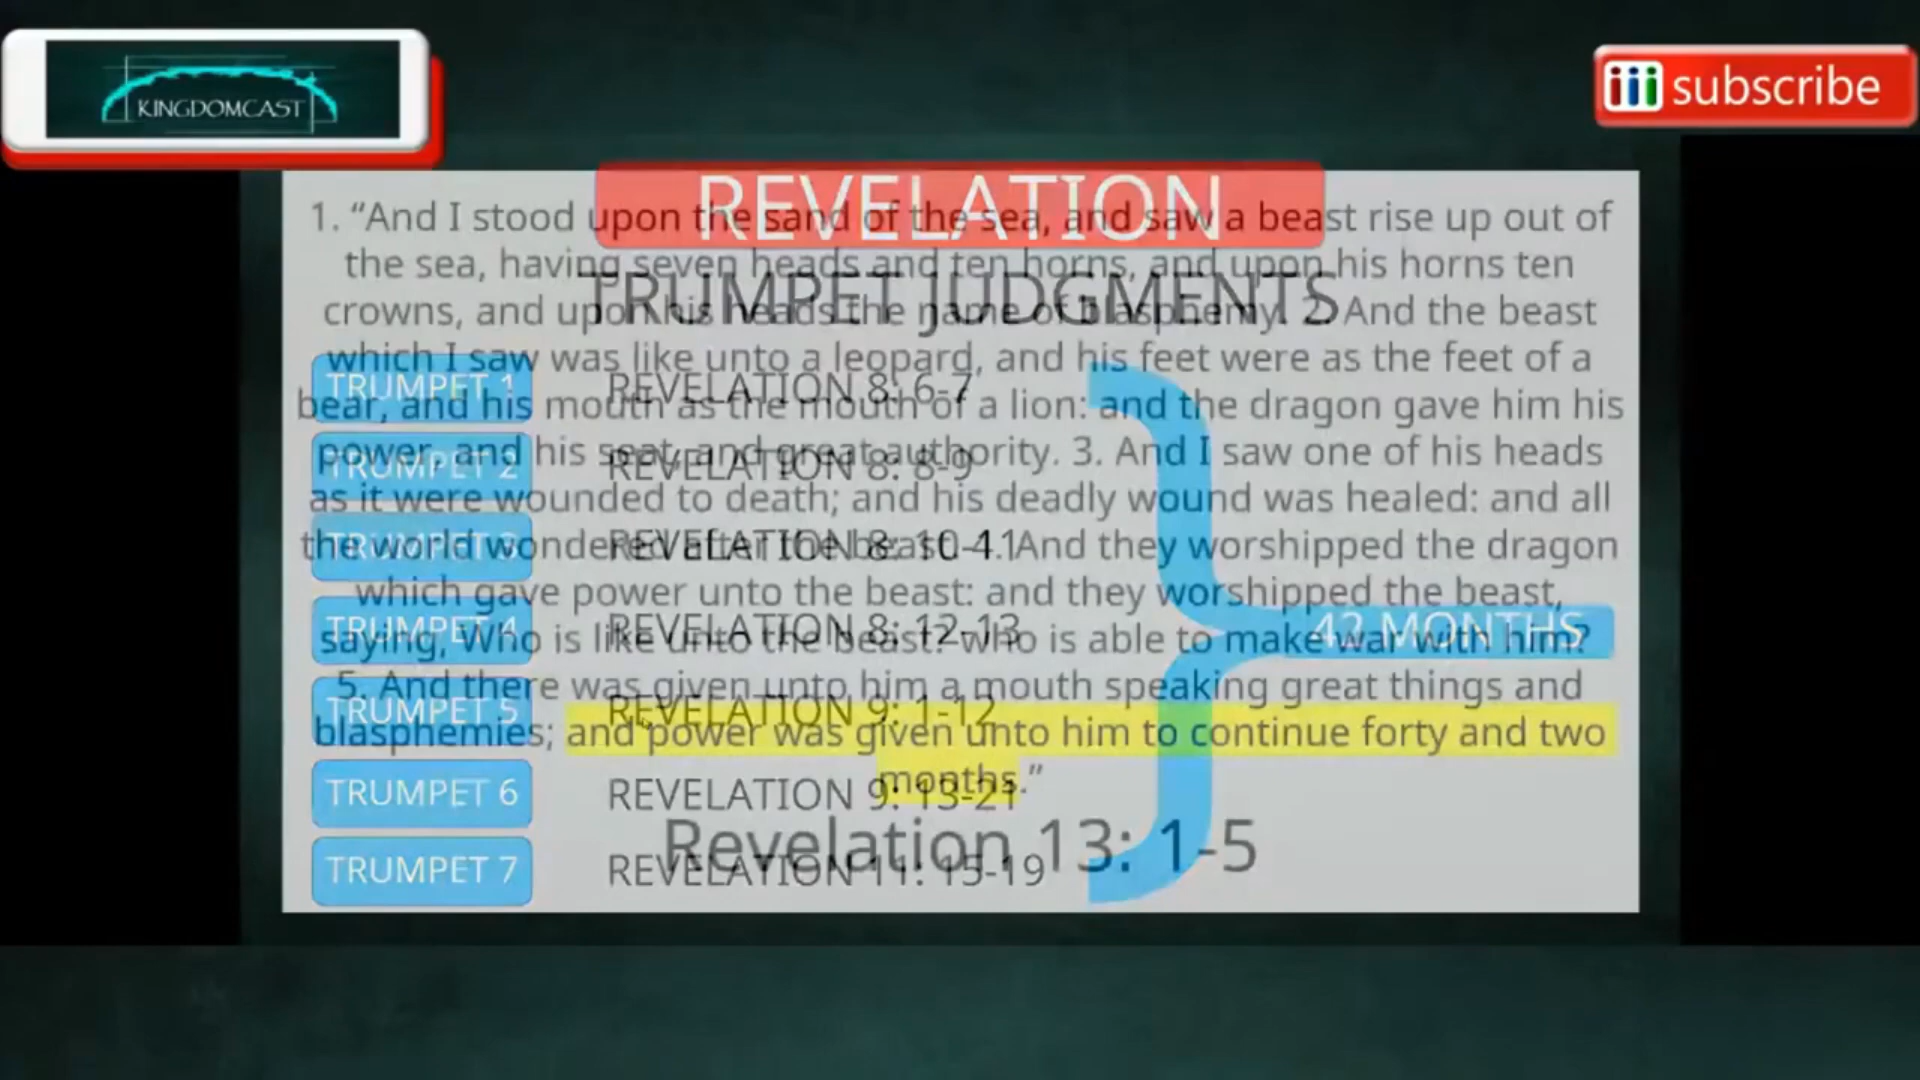 KINGDOMCAST
subscribe
REVELATION
TRUMPET JUDGMENTS
TRUMPET 1 REVELATION 8: 6-7
TRUMPET 2 REVELATION 8: 8-9
TRUMPET 3 REVELATION 8: 10-11
TRUMPET 4 REVELATION 8: 12-13
TRUMPET 5 REVELATION 9: 1-12
TRUMPET 6 REVELATION 9: 13-21
TRUMPET 7 REVELATION 11: 15-19
42 MONTHS
1. “And I stood upon the sand of the sea, and saw a beast rise up out of
the sea, having seven heads and ten horns, and upon his horns ten
crowns, and upon his heads the name of blasphemy. 2. And the beast
which I saw was like unto a leopard, and his feet were as the feet of a
bear, and his mouth as the mouth of a lion: and the dragon gave him his
power, and his seat, and great authority. 3. And I saw one of his heads
as it were wounded to death; and his deadly wound was healed: and all
the world wondered after the beast. 4. And they worshipped the dragon
which gave power unto the beast: and they worshipped the beast,
saying, Who is like unto the beast? who is able to make war with him?
5. And there was given unto him a mouth speaking great things and
blasphemies; and power was given unto him to continue forty and two
months.”
Revelation 13: 1-5